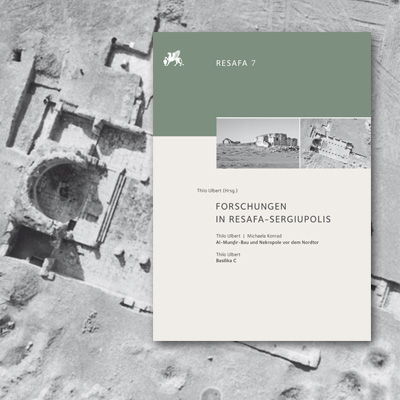 RESAFA 7
Thilo Ulbert (Hrsg.)
FORSCHUNGEN
IN RESAFA-SERGIUPOLIS
Thilo Ulbert | Michaela Konrad
Al-Munḏir-Bau und Nekropole vor dem Nordtor
Thilo Ulbert
Basilika C